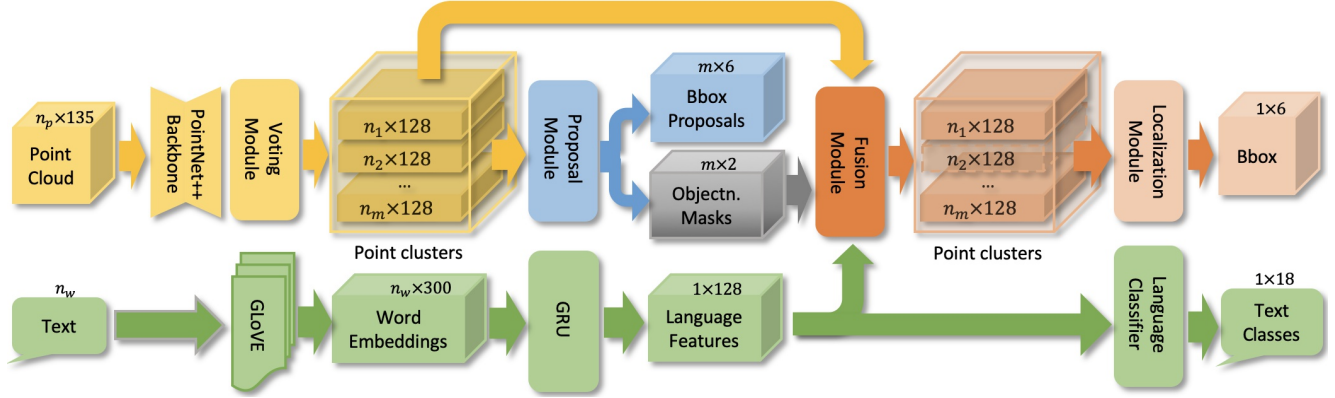 n_p×135
Point
Cloud
PointNet++
Backbone
Voting
Module
n_1×128
n_2×128
...
n_m×128
Point clusters
Proposal
Module
m×6
Bbox
Proposals
m×2
Objectn.
Masks
Fusion
Module
n_1×128
n_2×128
...
n_m×128
Point clusters
Localization
Module
1×6
Bbox
n_w
Text
GLoVE
n_w×300
Word
Embeddings
GRU
1×128
Language
Features
Language
Classifier
1×18
Text
Classes